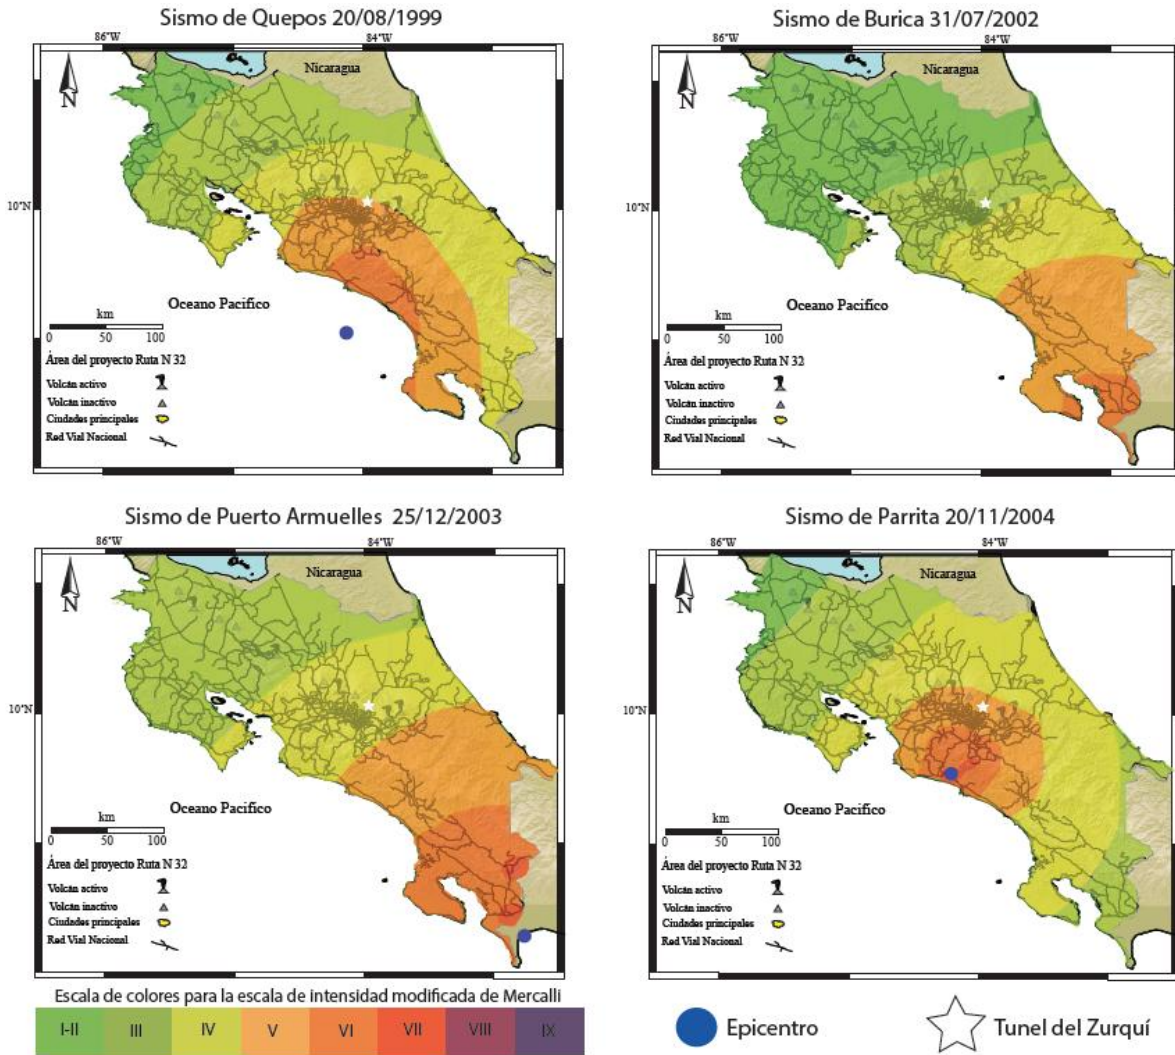 Sismo de Quepos 20/08/1999
86°W
84°W
Nicaragua
N
10°N
Oceano Pacifico
km
0 50 100
Área del proyecto Ruta N 32
Volcán activo
Volcán inactivo
Ciudades principales
Red Vial Nacional
Sismo de Burica 31/07/2002
86°W
84°W
Nicaragua
N
10°N
Oceano Pacifico
km
0 50 100
Área del proyecto Ruta N 32
Volcán activo
Volcán inactivo
Ciudades principales
Red Vial Nacional
Sismo de Puerto Armuelles 25/12/2003
86°W
84°W
Nicaragua
N
10°N
Oceano Pacifico
km
0 50 100
Área del proyecto Ruta N 32
Volcán activo
Volcán inactivo
Ciudades principales
Red Vial Nacional
Sismo de Parrita 20/11/2004
86°W
84°W
Nicaragua
N
10°N
Oceano Pacifico
km
0 50 100
Área del proyecto Ruta N 32
Volcán activo
Volcán inactivo
Ciudades principales
Red Vial Nacional
Escala de colores para la escala de intensidad modificada de Mercalli
I-II III IV V VI VII VIII IX
Epicentro
Tunel del Zurquí